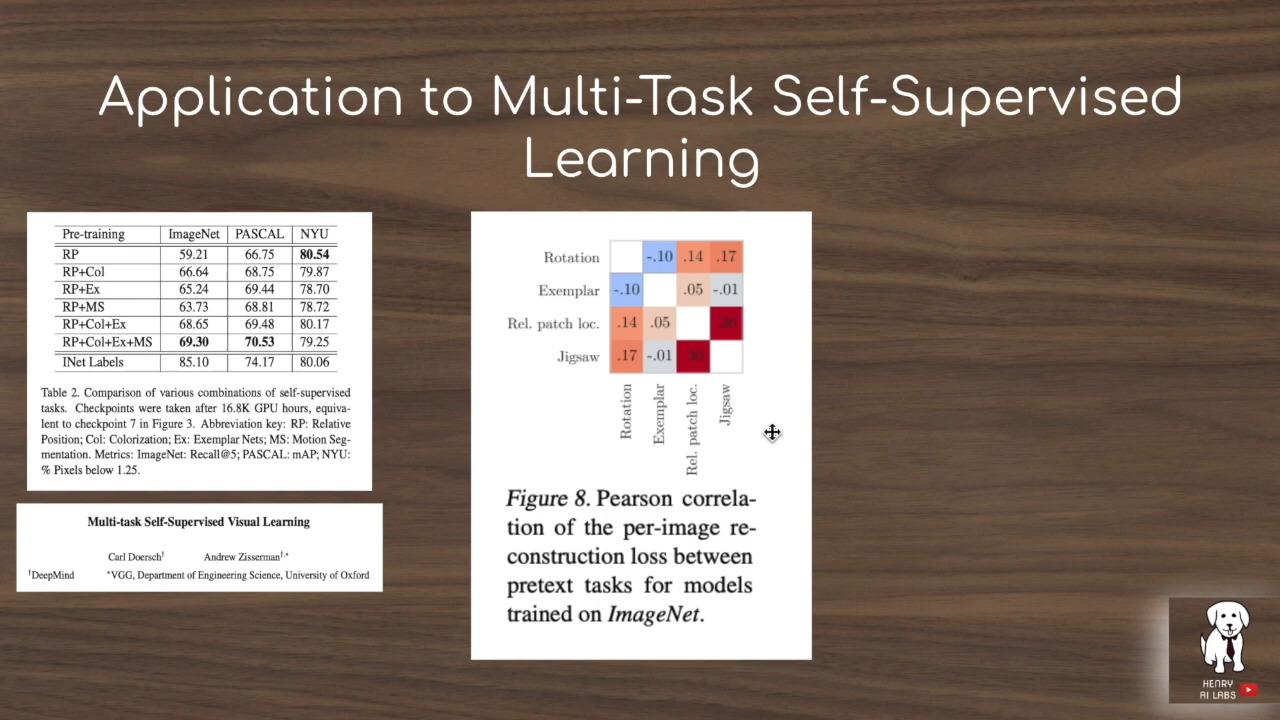 Application to Multi-Task Self-Supervised
Learning
Pre-training ImageNet PASCAL NYU
RP 59.21 66.75 80.54
RP+Col 66.64 68.75 79.87
RP+Ex 65.24 69.44 78.70
RP+MS 63.73 68.81 78.72
RP+Col+Ex 68.65 69.48 80.17
RP+Col+Ex+MS 69.30 70.53 79.25
INet Labels 85.10 74.17 80.06
Table 2. Comparison of various combinations of self-supervised
tasks. Checkpoints were taken after 16.8K GPU hours, equiva-
lent to checkpoint 7 in Figure 3. Abbreviation key: RP: Relative
Position; Col: Colorization; Ex: Exemplar Nets; MS: Motion Seg-
mentation. Metrics: ImageNet: Recall@5; PASCAL: mAP; NYU:
% Pixels below 1.25.
Multi-task Self-Supervised Visual Learning
Carl Doersch† Andrew Zisserman†,*
†DeepMind *VGG, Department of Engineering Science, University of Oxford
Rotation -.10 .14 .17
Exemplar -.10 .05 -.01
Rel. patch loc. .14 .05
Jigsaw .17 -.01
Rotation
Exemplar
Rel. patch loc.
Jigsaw
Figure 8. Pearson correla-
tion of the per-image re-
construction loss between
pretext tasks for models
trained on ImageNet.
HENRY
AI LABS